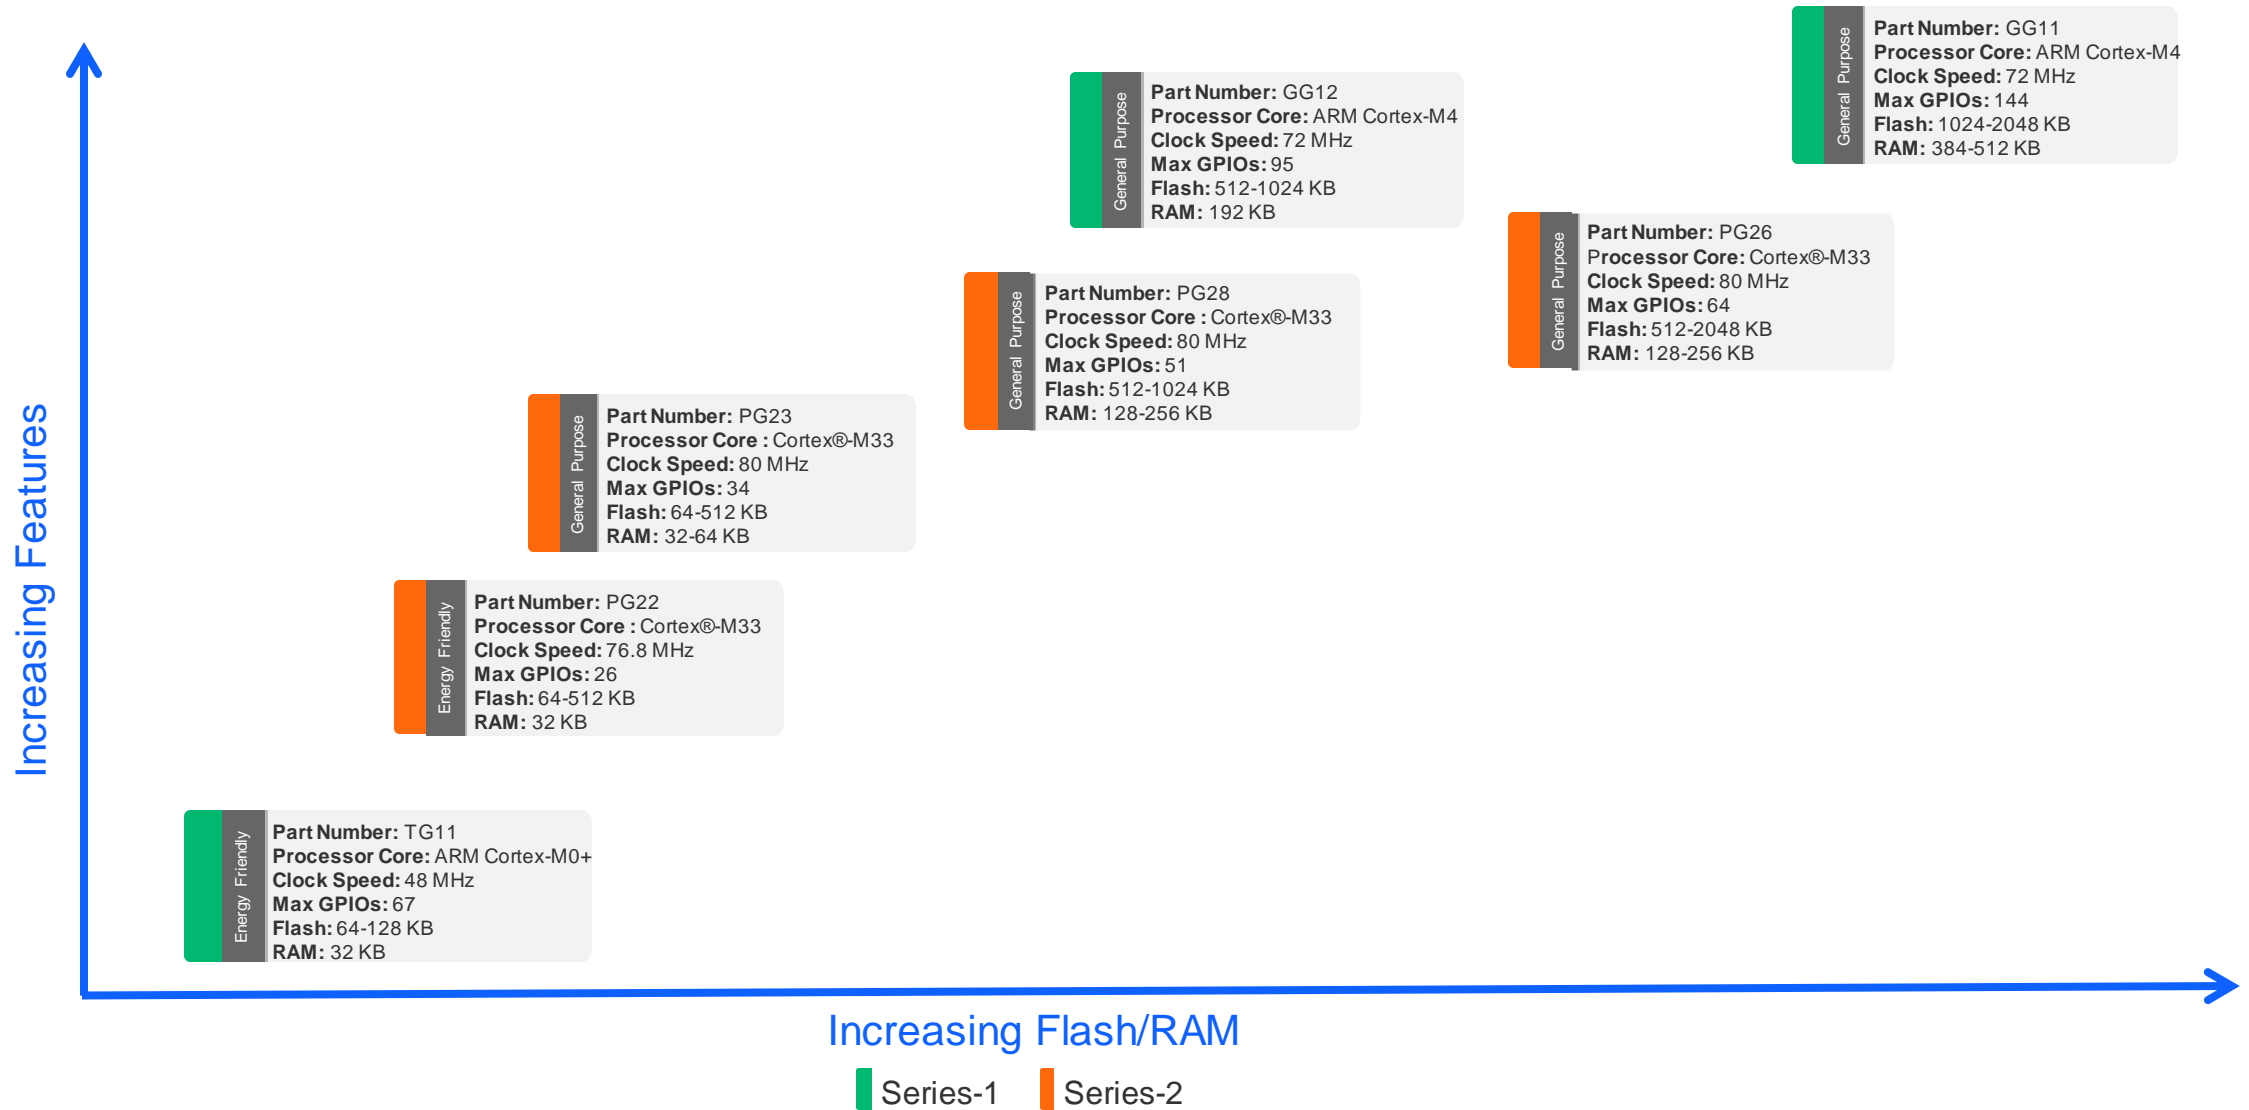 General Purpose
Part Number: GG11
Processor Core: ARM Cortex-M4
Clock Speed: 72 MHz
Max GPIOs: 144
Flash: 1024-2048 KB
RAM: 384-512 KB
General Purpose
Part Number: GG12
Processor Core: ARM Cortex-M4
Clock Speed: 72 MHz
Max GPIOs: 95
Flash: 512-1024 KB
RAM: 192 KB
General Purpose
Part Number: PG26
Processor Core: Cortex®-M33
Clock Speed: 80 MHz
Max GPIOs: 64
Flash: 512-2048 KB
RAM: 128-256 KB
General Purpose
Part Number: PG28
Processor Core : Cortex®-M33
Clock Speed: 80 MHz
Max GPIOs: 51
Flash: 512-1024 KB
RAM: 128-256 KB
General Purpose
Part Number: PG23
Processor Core : Cortex®-M33
Clock Speed: 80 MHz
Max GPIOs: 34
Flash: 64-512 KB
RAM: 32-64 KB
Increasing Features
Energy Friendly
Part Number: PG22
Processor Core : Cortex®-M33
Clock Speed: 76.8 MHz
Max GPIOs: 26
Flash: 64-512 KB
RAM: 32 KB
Energy Friendly
Part Number: TG11
Processor Core: ARM Cortex-M0+
Clock Speed: 48 MHz
Max GPIOs: 67
Flash: 64-128 KB
RAM: 32 KB
Increasing Flash/RAM
Series-1
Series-2